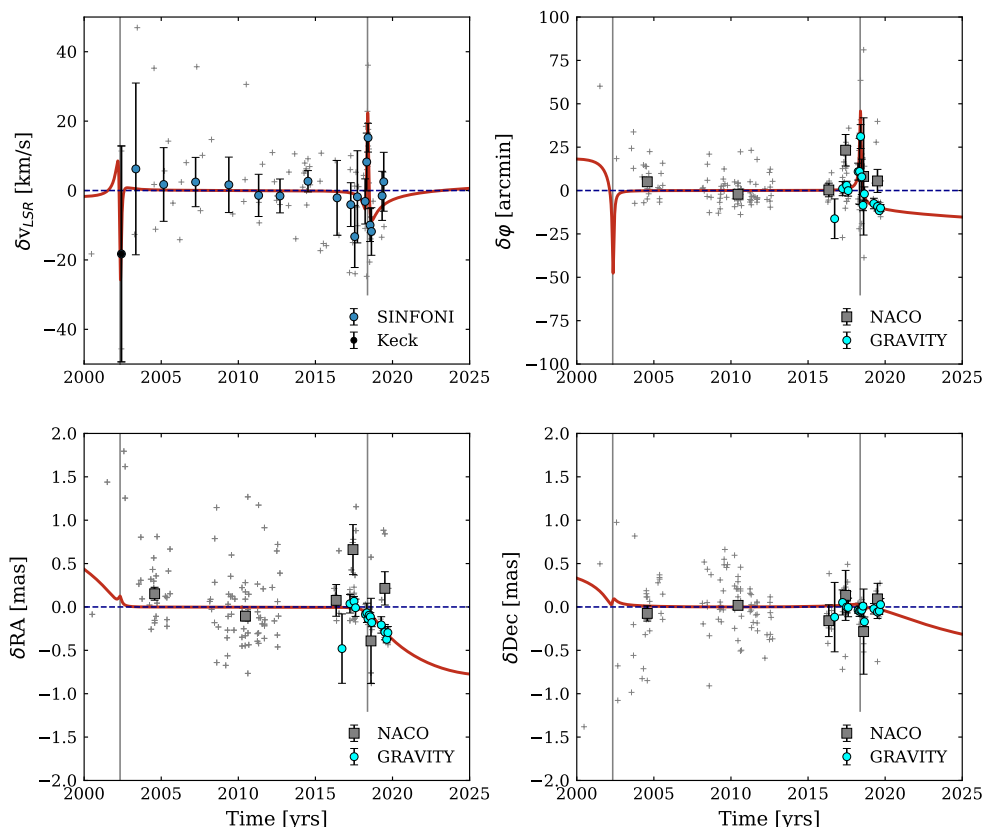 40
20
0
−20
−40
δv_LSR [km/s]
SINFONI
Keck
2000 2005 2010 2015 2020 2025
100
75
50
25
0
−25
−50
−75
−100
δφ [arcmin]
NACO
GRAVITY
2000 2005 2010 2015 2020 2025
2.0
1.5
1.0
0.5
0.0
−0.5
−1.0
−1.5
−2.0
δRA [mas]
NACO
GRAVITY
2000 2005 2010 2015 2020 2025
Time [yrs]
2.0
1.5
1.0
0.5
0.0
−0.5
−1.0
−1.5
−2.0
δDec [mas]
NACO
GRAVITY
2000 2005 2010 2015 2020 2025
Time [yrs]